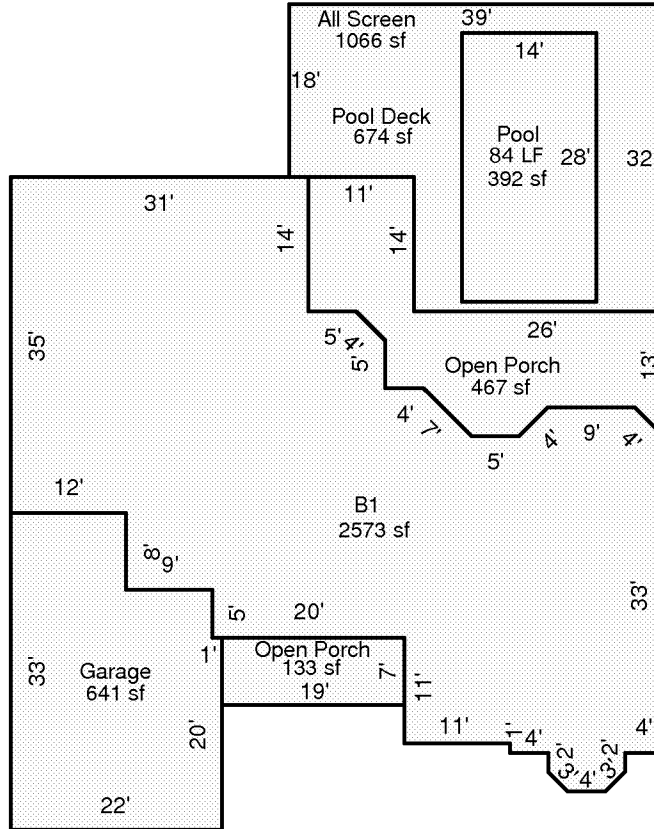 All Screen
1066 sf
39'
14'
18'
Pool Deck
674 sf
Pool
84 LF
392 sf
28'
32
31'
11'
14'
14'
35'
5'
4'
5'
26'
13'
Open Porch
467 sf
4'
7'
5'
4'
9'
4'
12'
B1
2573 sf
8'
9'
33'
5'
20'
1'
Open Porch
133 sf
7'
19'
11'
Garage
641 sf
33'
20'
11'
1'
4'
2'
3'
4'
3'
2'
4'
22'